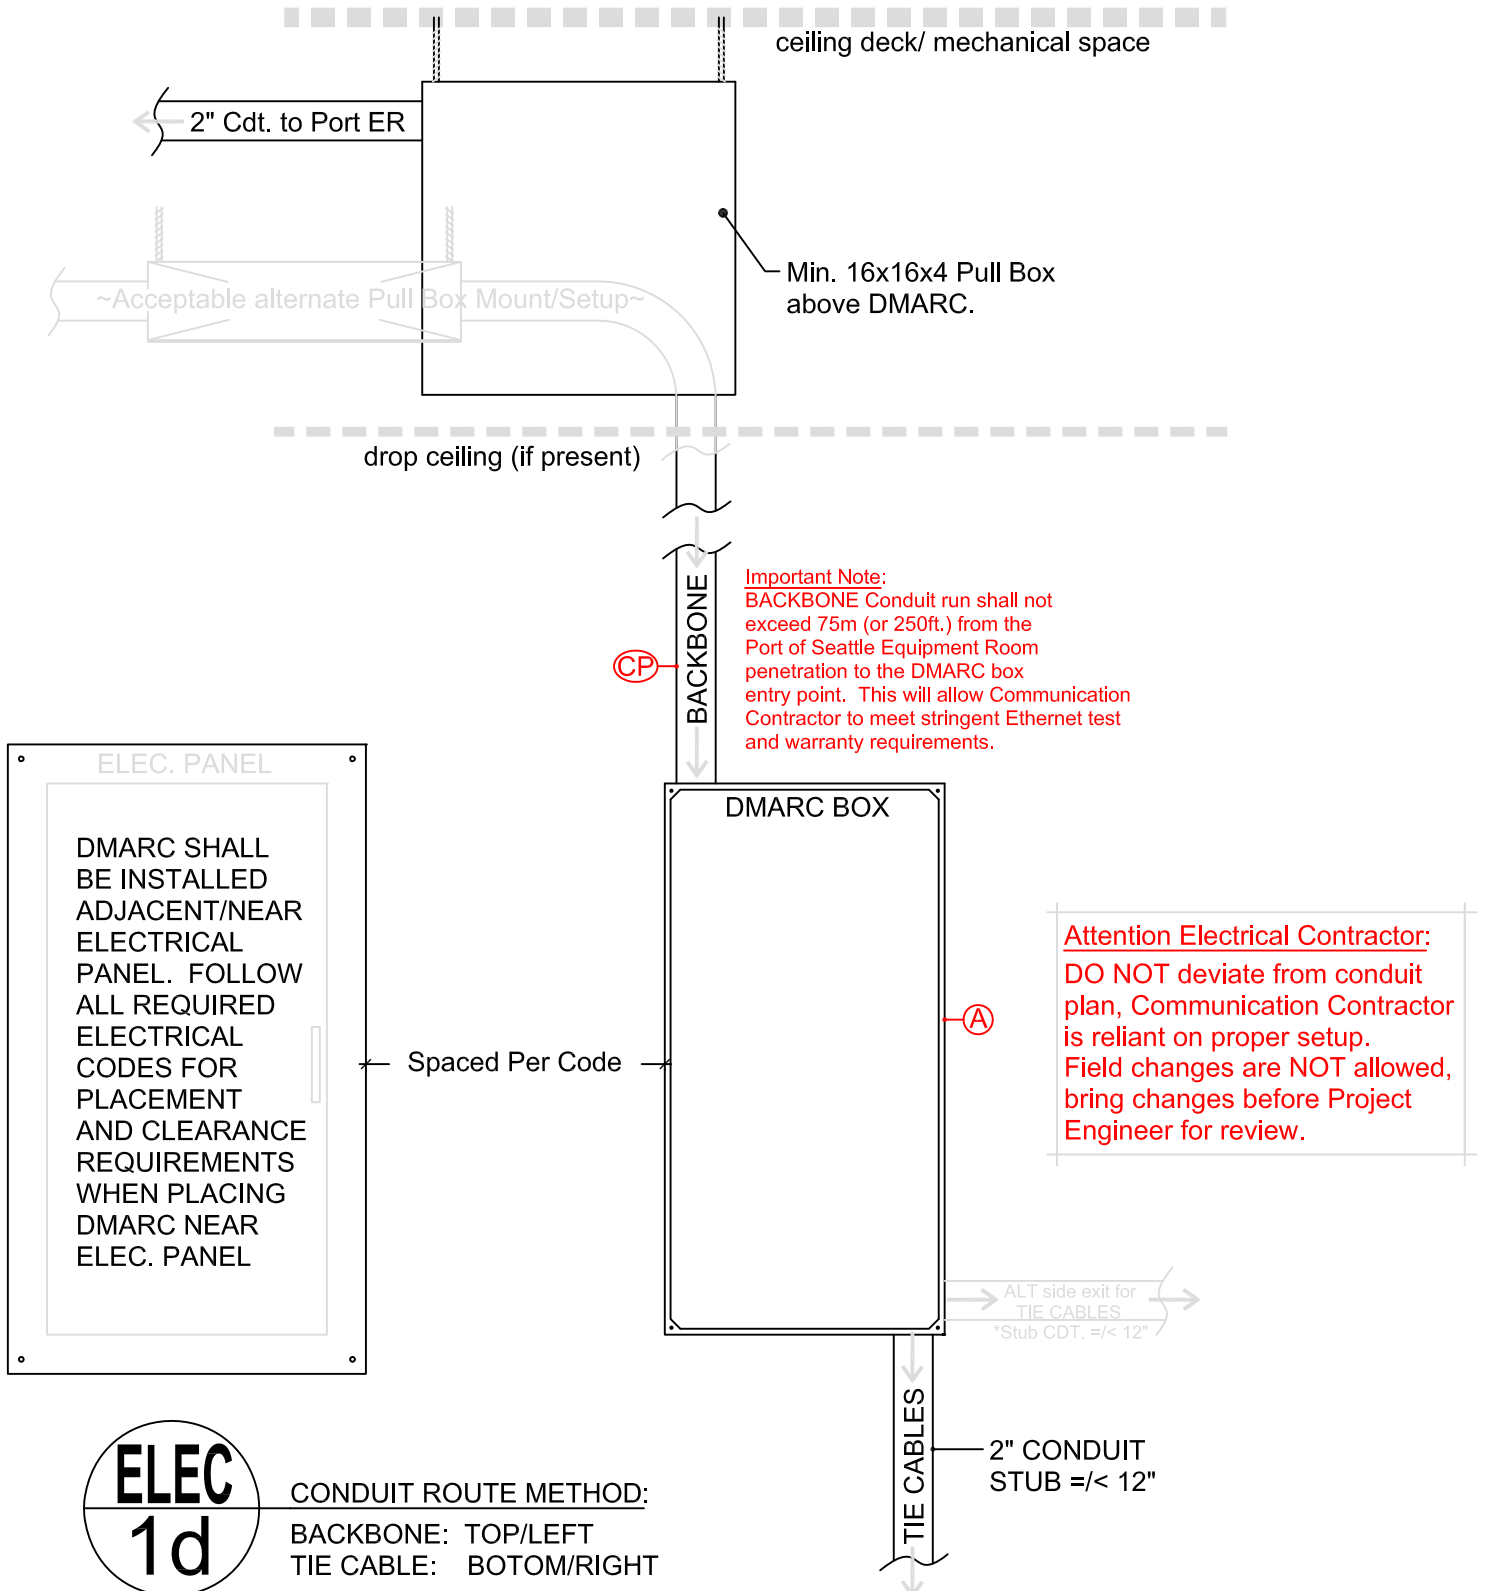 ceiling deck/ mechanical space
2" Cdt. to Port ER
Min. 16x16x4 Pull Box
above DMARC.
~Acceptable alternate Pull Box Mount/Setup~
drop ceiling (if present)
BACKBONE
CP
Important Note:
BACKBONE Conduit run shall not
exceed 75m (or 250ft.) from the
Port of Seattle Equipment Room
penetration to the DMARC box
entry point.  This will allow Communication
Contractor to meet stringent Ethernet test
and warranty requirements.
ELEC. PANEL
DMARC SHALL
BE INSTALLED
ADJACENT/NEAR
ELECTRICAL
PANEL.  FOLLOW
ALL REQUIRED
ELECTRICAL
CODES FOR
PLACEMENT
AND CLEARANCE
REQUIREMENTS
WHEN PLACING
DMARC NEAR
ELEC. PANEL
Spaced Per Code
DMARC BOX
A
Attention Electrical Contractor:
DO NOT deviate from conduit
plan, Communication Contractor
is reliant on proper setup.
Field changes are NOT allowed,
bring changes before Project
Engineer for review.
ALT side exit for
TIE CABLES
*Stub CDT. =/< 12"
TIE CABLES
2" CONDUIT
STUB =/< 12"
ELEC
1d
CONDUIT ROUTE METHOD:
BACKBONE:  TOP/LEFT
TIE CABLE:    BOTOM/RIGHT